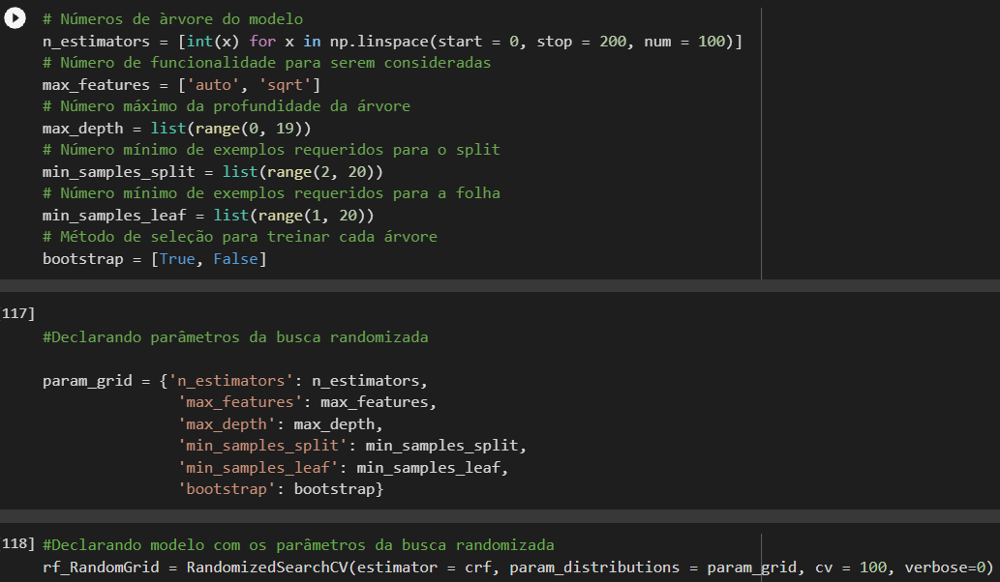 # Números de àrvore do modelo
n_estimators = [int(x) for x in np.linspace(start = 0, stop = 200, num = 100)]
# Número de funcionalidade para serem consideradas
max_features = ['auto', 'sqrt']
# Número máximo da profundidade da árvore
max_depth = list(range(0, 19))
# Número mínimo de exemplos requeridos para o split
min_samples_split = list(range(2, 20))
# Número mínimo de exemplos requeridos para a folha
min_samples_leaf = list(range(1, 20))
# Método de seleção para treinar cada árvore
bootstrap = [True, False]
117]
#Declarando parâmetros da busca randomizada
param_grid = {'n_estimators': n_estimators,
'max_features': max_features,
'max_depth': max_depth,
'min_samples_split': min_samples_split,
'min_samples_leaf': min_samples_leaf,
'bootstrap': bootstrap}
118] #Declarando modelo com os parâmetros da busca randomizada
rf_RandomGrid = RandomizedSearchCV(estimator = crf, param_distributions = param_grid, cv = 100, verbose=0)